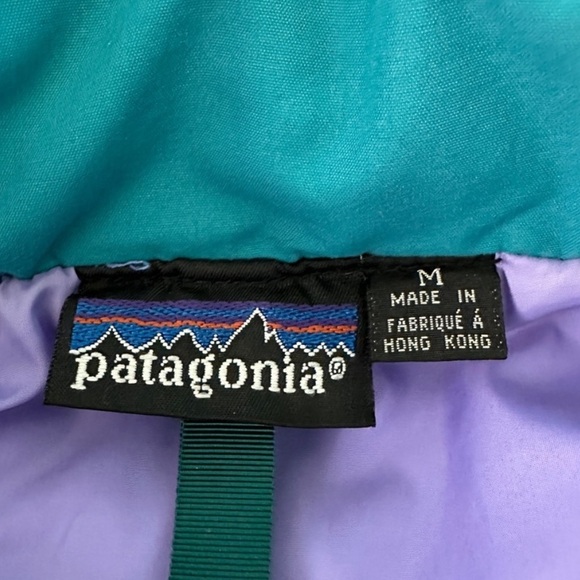 patagonia®
M
MADE IN
FABRIQUÉ Á
HONG KONG